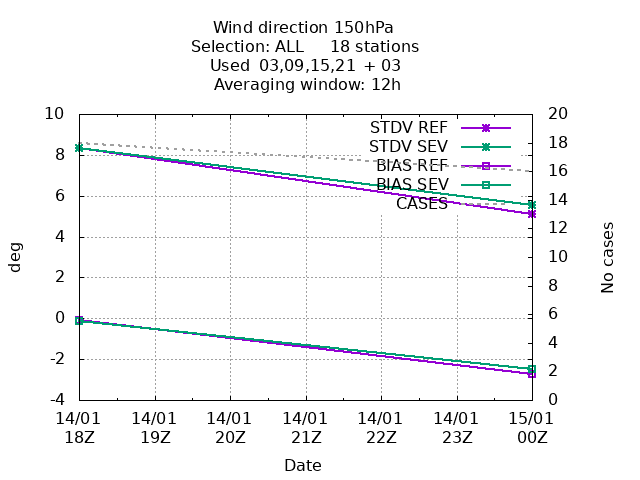 Wind direction 150hPa
Selection: ALL 18 stations
Used 03,09,15,21 + 03
Averaging window: 12h
STDV REF
STDV SEV
BIAS REF
BIAS SEV
CASES
deg
10
8
6
4
2
0
-2
-4
No cases
20
18
16
14
12
10
8
6
4
2
0
14/01 14/01 14/01 14/01 14/01 14/01 15/01
18Z 19Z 20Z 21Z 22Z 23Z 00Z
Date